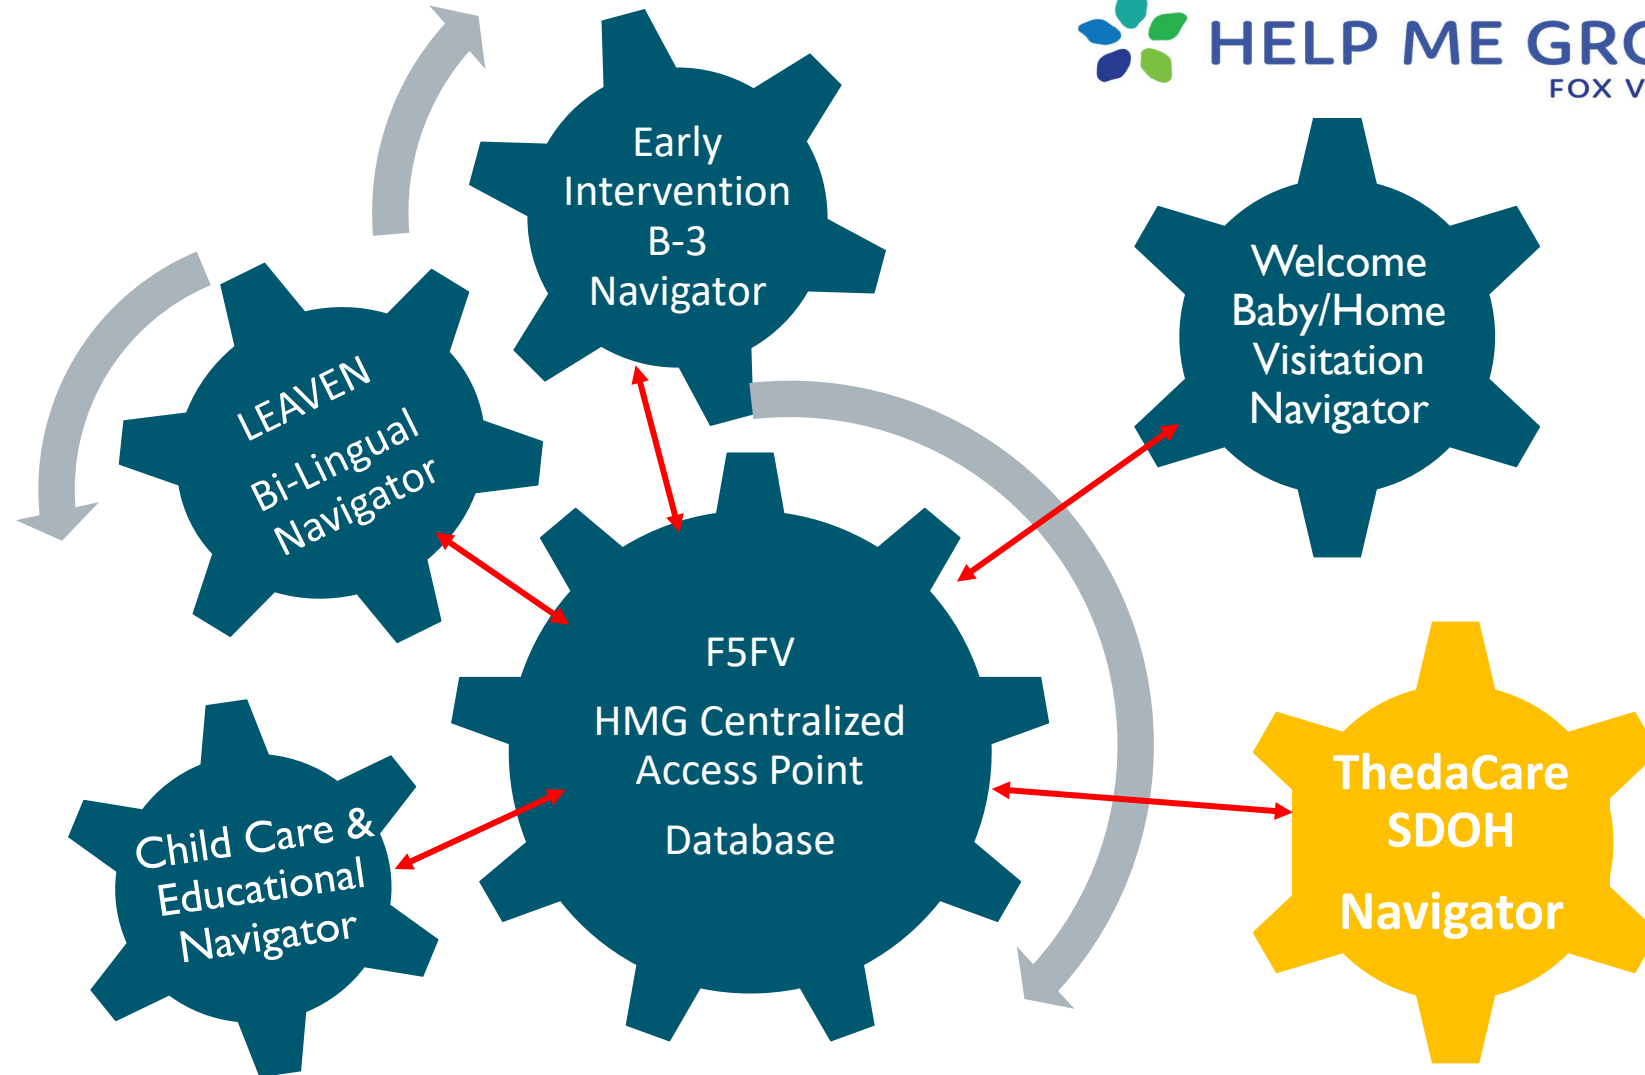 HELP ME GRO
FOX V
Early
Intervention
B-3
Navigator
Welcome
Baby/Home
Visitation
Navigator
LEAVEN
Bi-Lingual
Navigator
F5FV
HMG Centralized
Access Point
Database
ThedaCare
SDOH
Navigator
Child Care &
Educational
Navigator